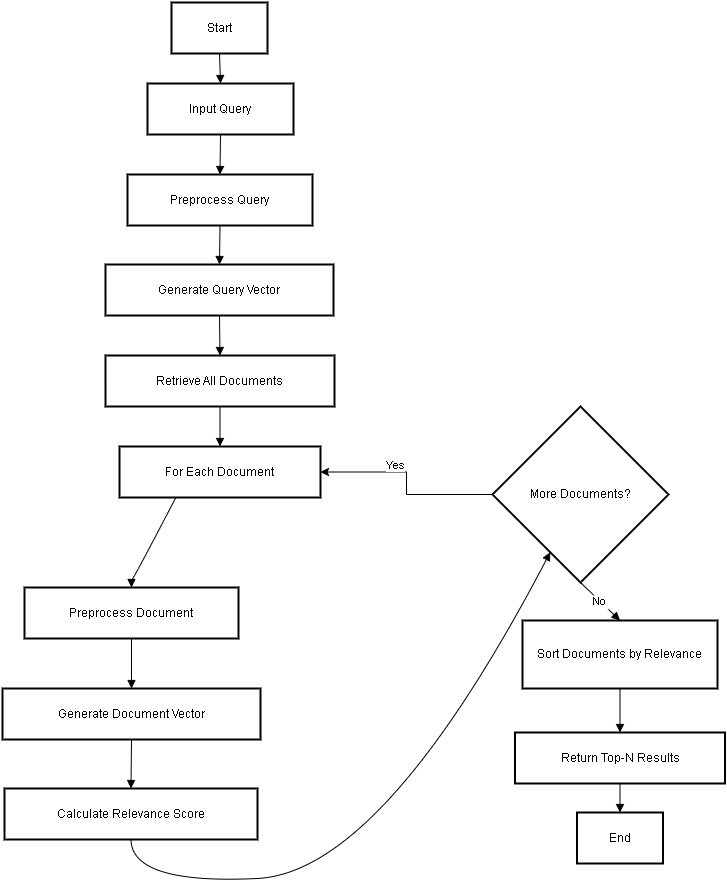 Start
Input Query
Preprocess Query
Generate Query Vector
Retrieve All Documents
For Each Document
Yes
More Documents?
Preprocess Document
No
Generate Document Vector
Sort Documents by Relevance
Calculate Relevance Score
Return Top-N Results
End